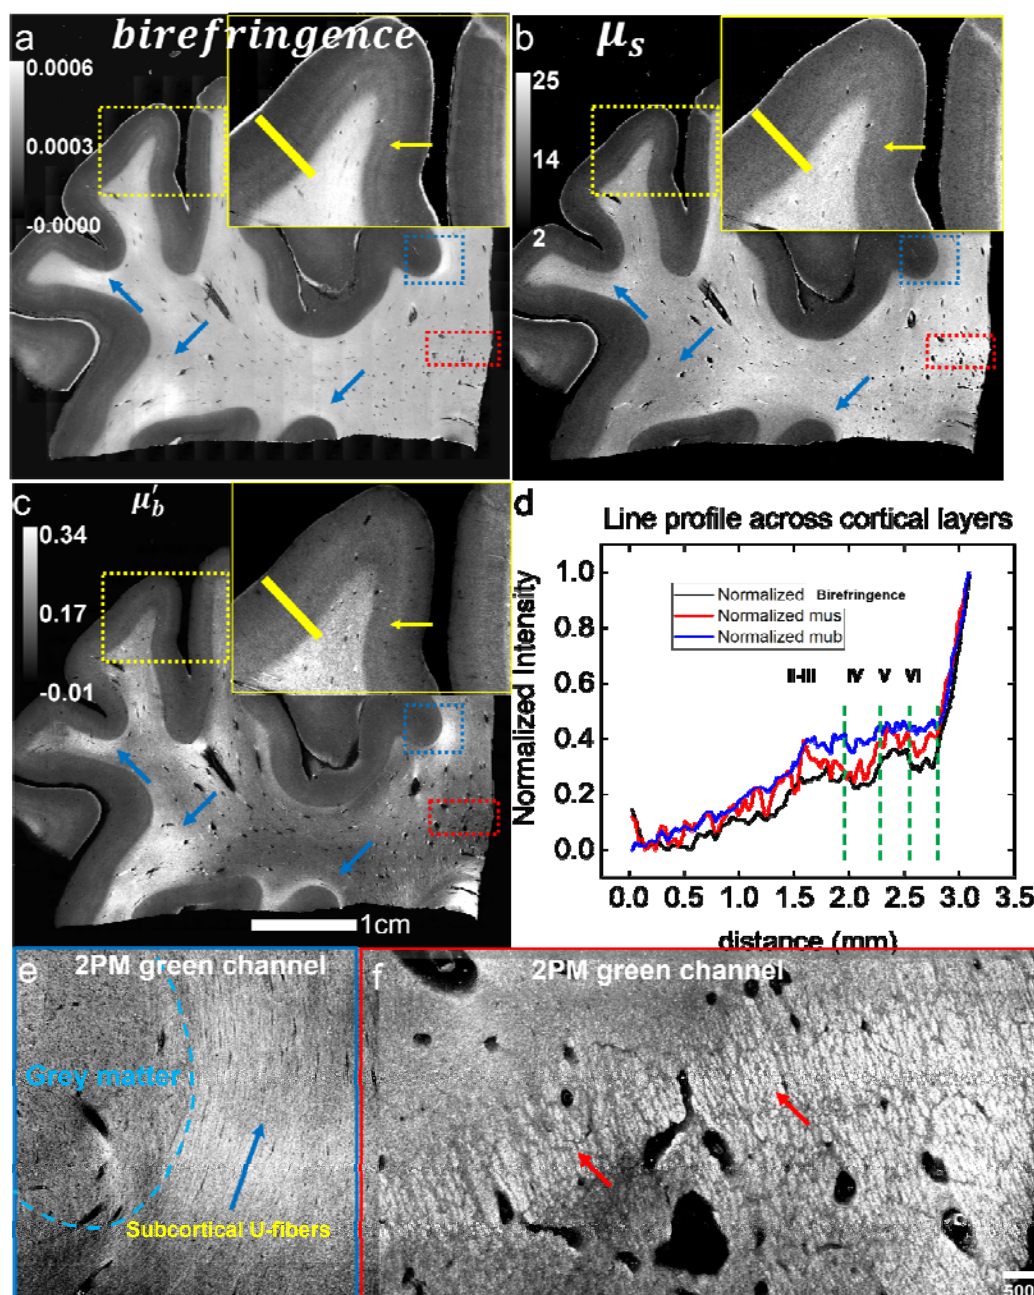 a birefringence
0.0006
0.0003
-0.0000
b μs
25
14
2
c μ′b
0.34
0.17
-0.01
1cm
d
Line profile across cortical layers
Normalized Intensity
1.0
0.8
0.6
0.4
0.2
0.0
Normalized Birefringence
Normalized mus
Normalized mub
II-III IV V VI
0.0 0.5 1.0 1.5 2.0 2.5 3.0 3.5
distance (mm)
e 2PM green channel
Grey matter
Subcortical U-fibers
f 2PM green channel
500